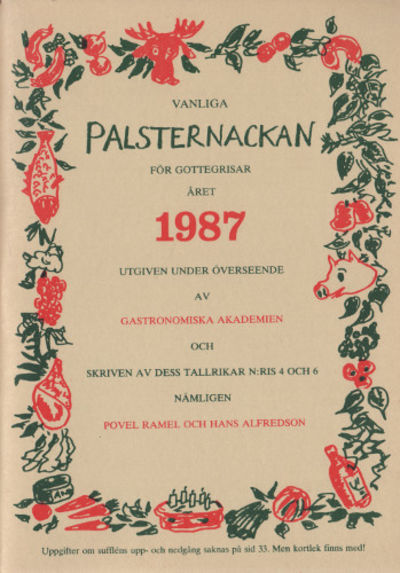 VANLIGA
PALSTERNACKAN
FÖR GOTTEGRISAR
ÅRET
1987
UTGIVEN UNDER ÖVERSEENDE
AV
GASTRONOMISKA AKADEMIEN
OCH
SKRIVEN AV DESS TALLRIKAR N:RIS 4 OCH 6
NÄMLIGEN
POVEL RAMEL OCH HANS ALFREDSON
Uppgifter om sufflèns upp- och nedgång saknas på sid 33. Men kortlek finns med!